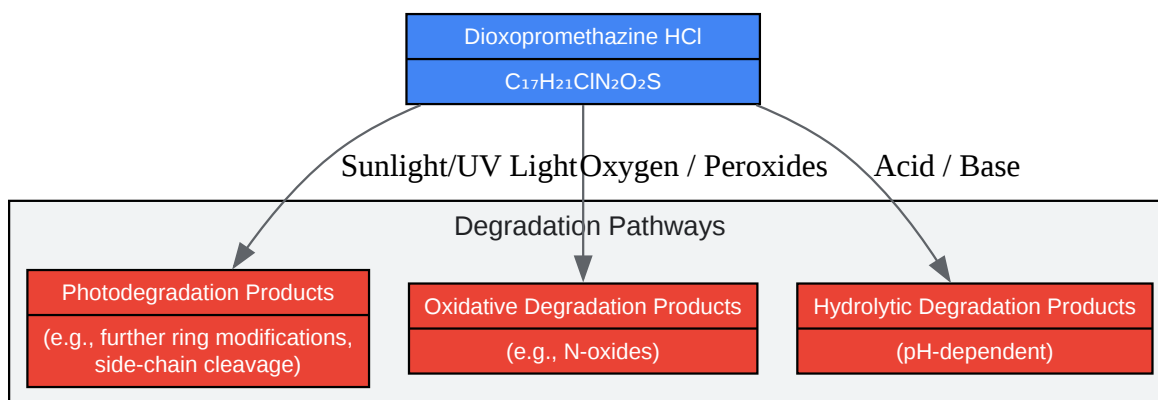 Dioxopromethazine HCl
C₁₇H₂₁ClN₂O₂S
Sunlight/UV Light
Oxygen / Peroxides
Acid / Base
Degradation Pathways
Photodegradation Products
(e.g., further ring modifications,
side-chain cleavage)
Oxidative Degradation Products
(e.g., N-oxides)
Hydrolytic Degradation Products
(pH-dependent)